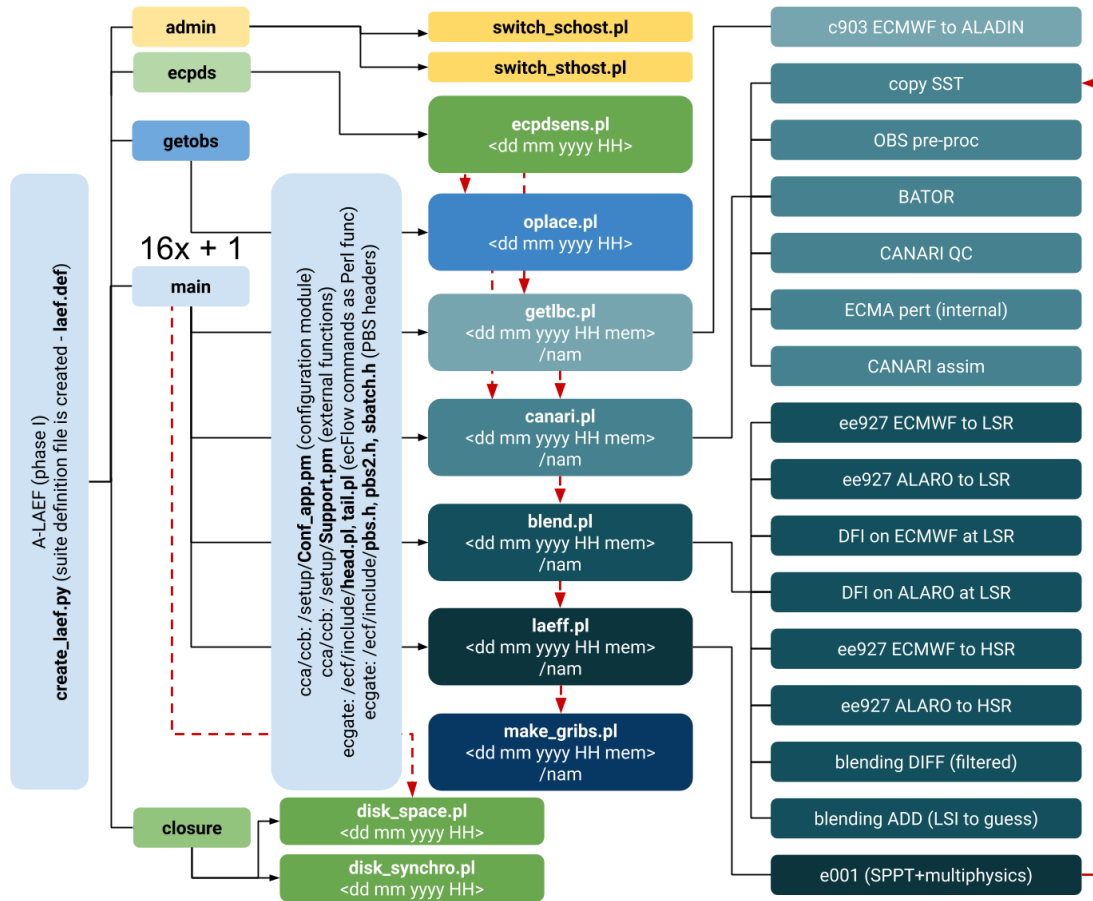 A-LAEF (phase I)
create_laef.py (suite definition file is created - laef.def)
admin
ecpds
getobs
16x + 1
main
closure
cca/ccb: /setup/Conf_app.pm (configuration module)
cca/ccb: /setup/Support.pm (external functions)
ecgate: /ecf/include/head.pl, tail.pl (ecFlow commands as Perl func)
ecgate: /ecf/include/pbs.h, pbs2.h, sbatch.h (PBS headers)
switch_schost.pl
switch_sthost.pl
ecpdsens.pl
<dd mm yyyy HH>
oplace.pl
<dd mm yyyy HH>
getlbc.pl
<dd mm yyyy HH mem>
/nam
canari.pl
<dd mm yyyy HH mem>
/nam
blend.pl
<dd mm yyyy HH mem>
/nam
laeff.pl
<dd mm yyyy HH mem>
/nam
make_gribs.pl
<dd mm yyyy HH mem>
/nam
disk_space.pl
<dd mm yyyy HH>
disk_synchro.pl
<dd mm yyyy HH>
c903 ECMWF to ALADIN
copy SST
OBS pre-proc
BATOR
CANARI QC
ECMA pert (internal)
CANARI assim
ee927 ECMWF to LSR
ee927 ALARO to LSR
DFI on ECMWF at LSR
DFI on ALARO at LSR
ee927 ECMWF to HSR
ee927 ALARO to HSR
blending DIFF (filtered)
blending ADD (LSI to guess)
e001 (SPPT+multiphysics)